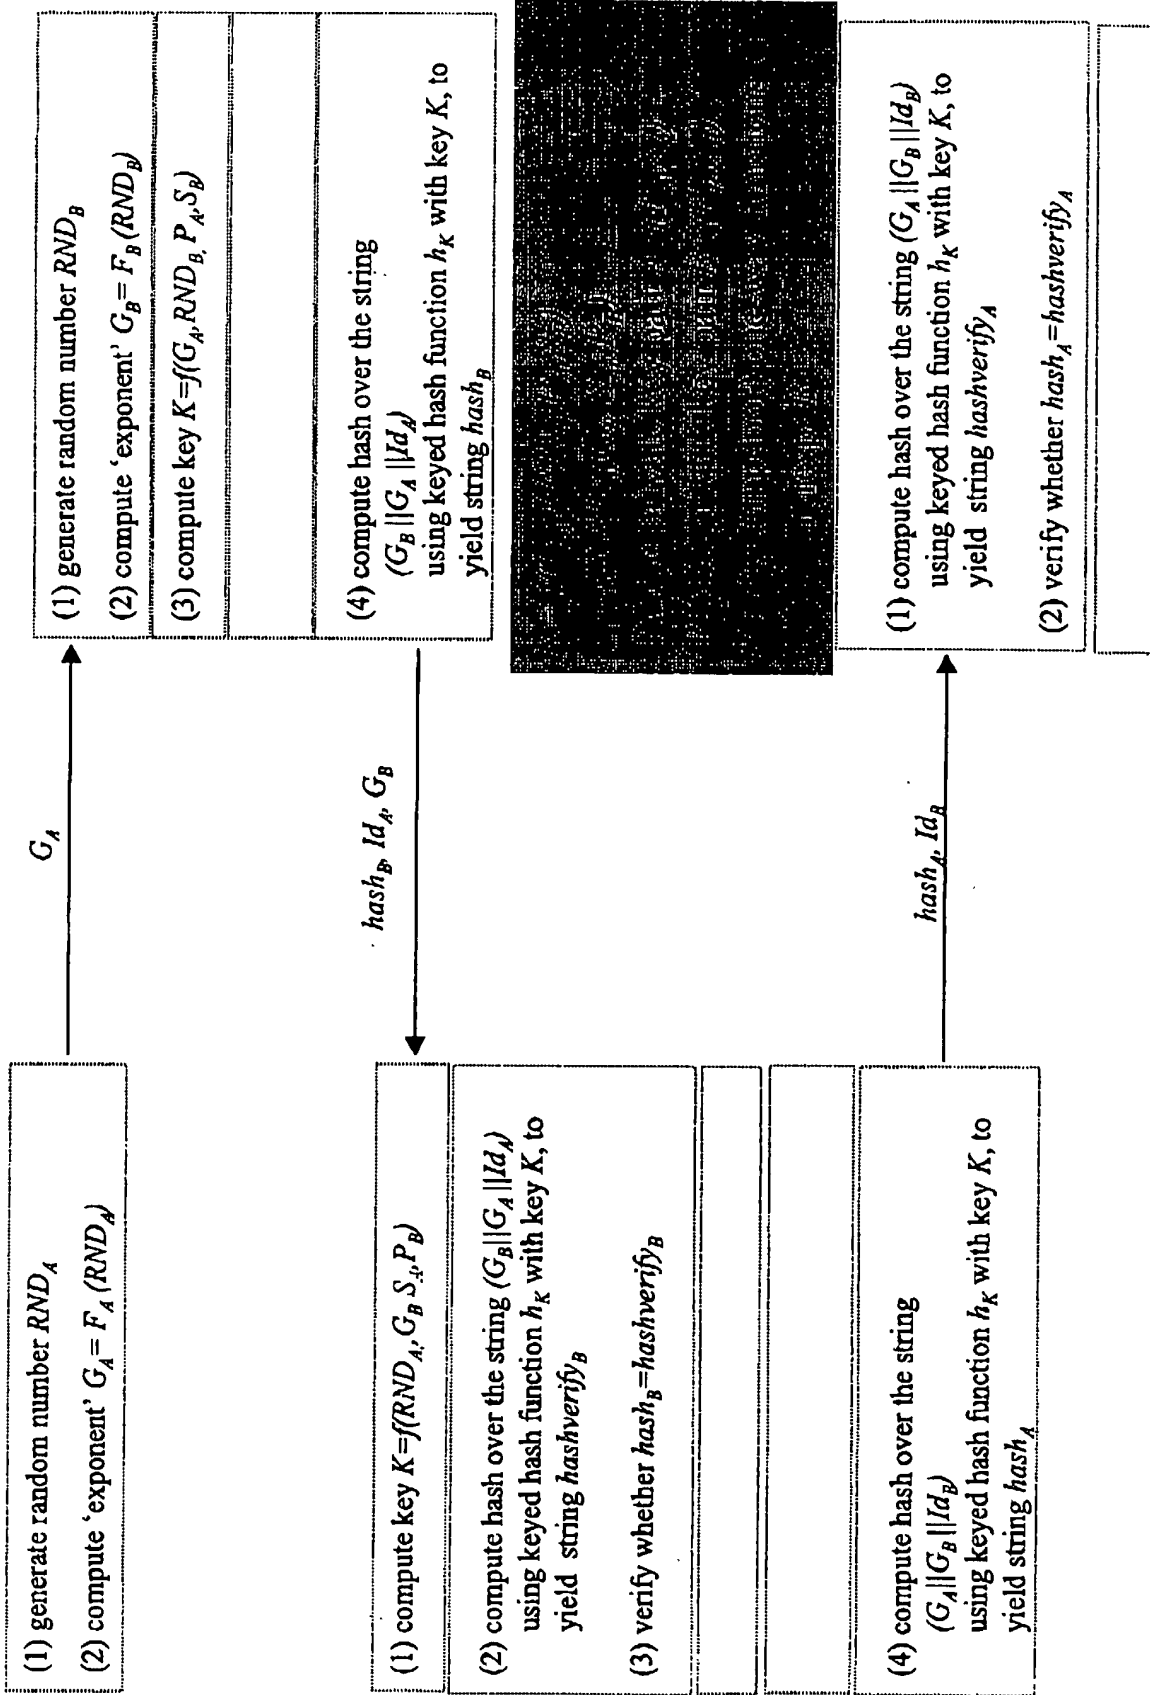 (1) generate random number RND_A
(2) compute ‘exponent’ G_A = F_A (RND_A)
G_A
(1) generate random number RND_B
(2) compute ‘exponent’ G_B = F_B (RND_B)
(3) compute key K=f(G_A, RND_B, P_A, S_B)
(4) compute hash over the string
(G_B ||G_A ||Id_A)
using keyed hash function h_K with key K, to
yield string hash_B
hash_B, Id_A, G_B
(1) compute key K=f(RND_A, G_B S_A, P_B)
(2) compute hash over the string (G_B||G_A||Id_A)
using keyed hash function h_K with key K, to
yield string hashverify_B
(3) verify whether hash_B=hashverify_B
(4) compute hash over the string
(G_A||G_B ||Id_B)
using keyed hash function h_K with key K, to
yield string hash_A
hash_A, Id_B
(1) compute hash over the string (G_A||G_B||Id_B)
using keyed hash function h_K with key K, to
yield string hashverify_A
(2) verify whether hash_A=hashverify_A